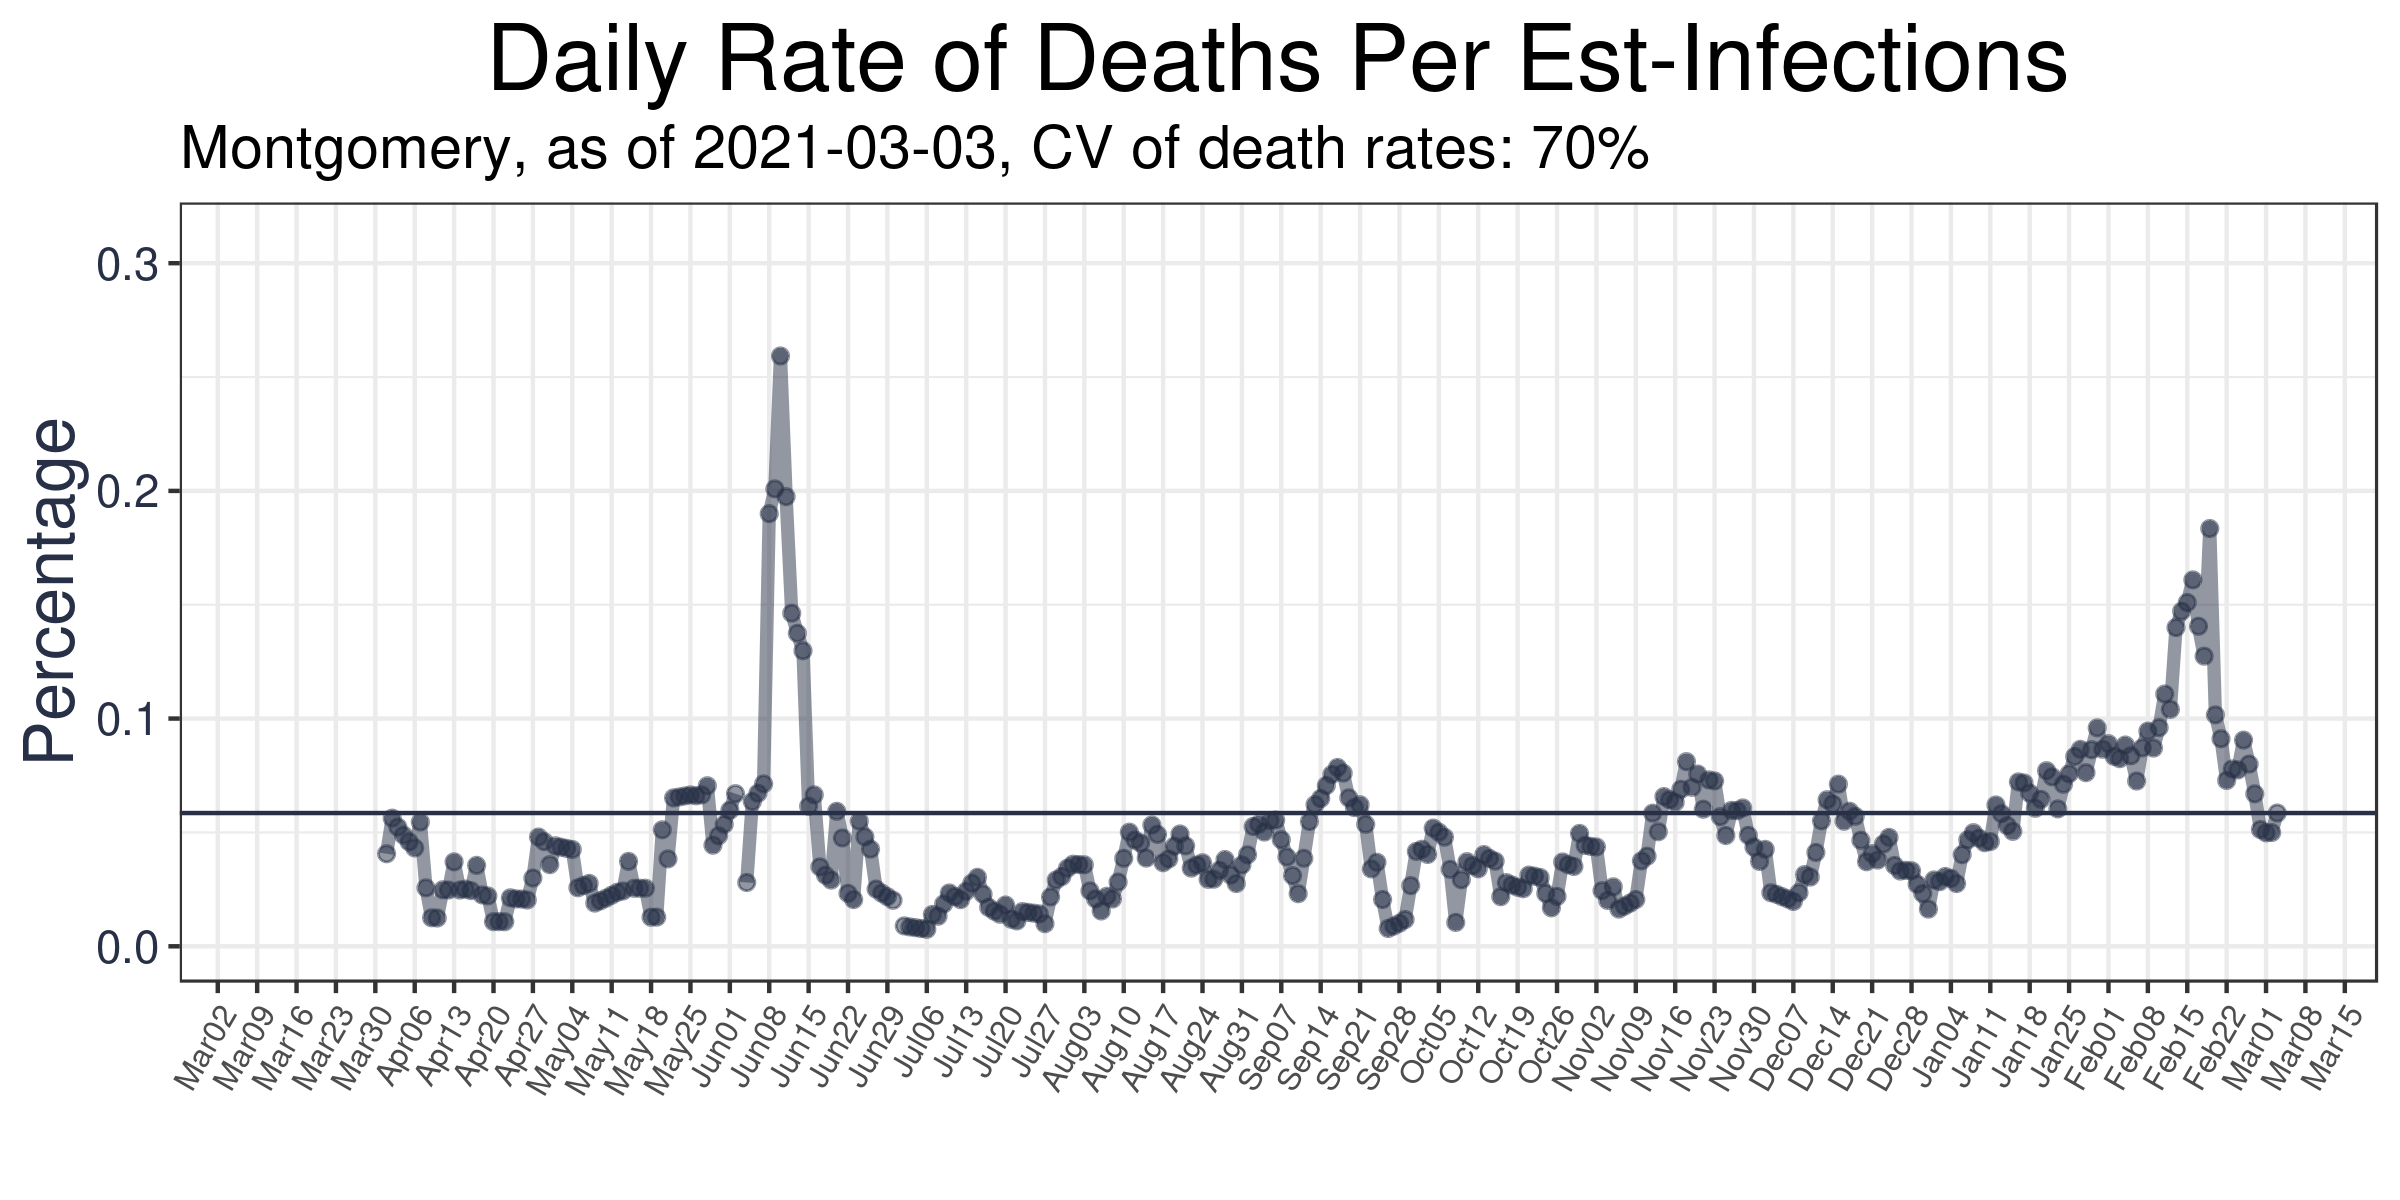 Daily Rate of Deaths Per Est-Infections
Montgomery, as of 2021-03-03, CV of death rates: 70%
Percentage
0.3
0.2
0.1
0.0
Mar02 Mar09 Mar16 Mar23 Mar30 Apr06 Apr13 Apr20 Apr27 May04 May11 May18 May25 Jun01 Jun08 Jun15 Jun22 Jun29 Jul06 Jul13 Jul20 Jul27 Aug03 Aug10 Aug17 Aug24 Aug31 Sep07 Sep14 Sep21 Sep28 Oct05 Oct12 Oct19 Oct26 Nov02 Nov09 Nov16 Nov23 Nov30 Dec07 Dec14 Dec21 Dec28 Jan04 Jan11 Jan18 Jan25 Feb01 Feb08 Feb15 Feb22 Mar01 Mar08 Mar15